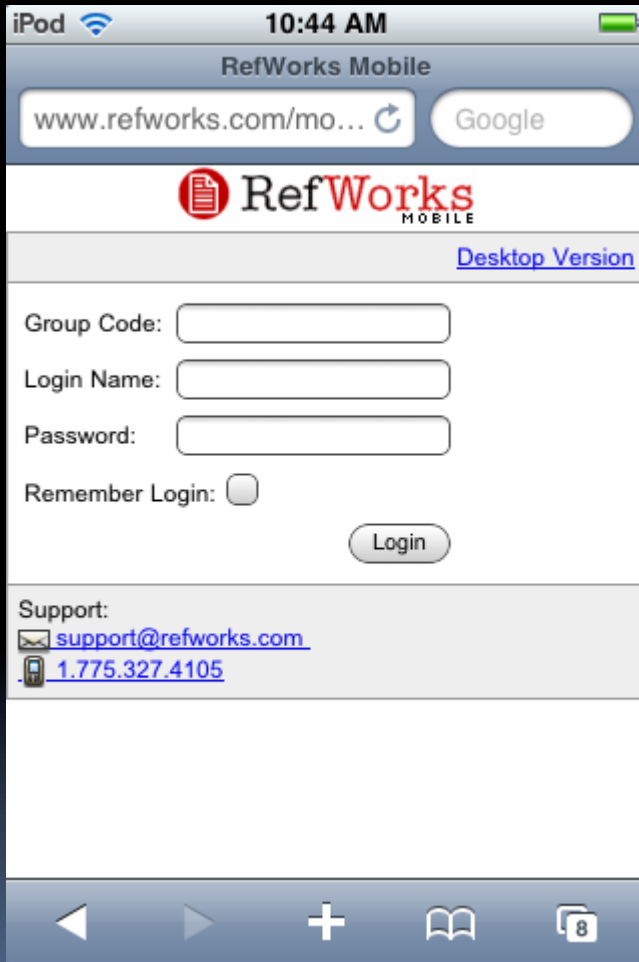 iPod 10:44 AM
RefWorks Mobile
www.refworks.com/mo... Google
RefWorks
MOBILE
Desktop Version
Group Code:
Login Name:
Password:
Remember Login:
Login
Support:
support@refworks.com
1.775.327.4105
8